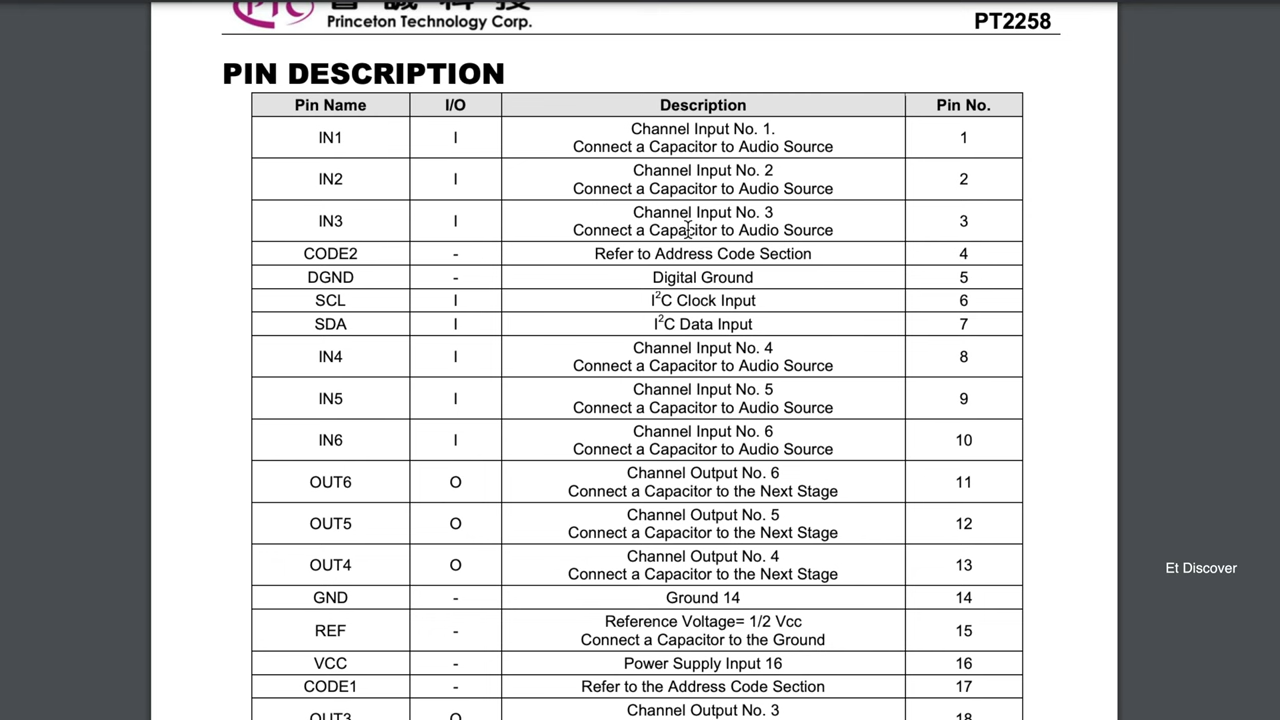 Princeton Technology Corp.
PT2258
PIN DESCRIPTION
Pin Name I/O Description Pin No.
IN1 I Channel Input No. 1. 1
Connect a Capacitor to Audio Source
IN2 I Channel Input No. 2 2
Connect a Capacitor to Audio Source
IN3 I Channel Input No. 3 3
Connect a Capacitor to Audio Source
CODE2 - Refer to Address Code Section 4
DGND - Digital Ground 5
SCL I I²C Clock Input 6
SDA I I²C Data Input 7
IN4 I Channel Input No. 4 8
Connect a Capacitor to Audio Source
IN5 I Channel Input No. 5 9
Connect a Capacitor to Audio Source
IN6 I Channel Input No. 6 10
Connect a Capacitor to Audio Source
OUT6 O Channel Output No. 6 11
Connect a Capacitor to the Next Stage
OUT5 O Channel Output No. 5 12
Connect a Capacitor to the Next Stage
OUT4 O Channel Output No. 4 13
Connect a Capacitor to the Next Stage
GND - Ground 14 14
REF - Reference Voltage= 1/2 Vcc 15
Connect a Capacitor to the Ground
VCC - Power Supply Input 16 16
CODE1 - Refer to the Address Code Section 17
OUT3 O Channel Output No. 3 18
Et Discover